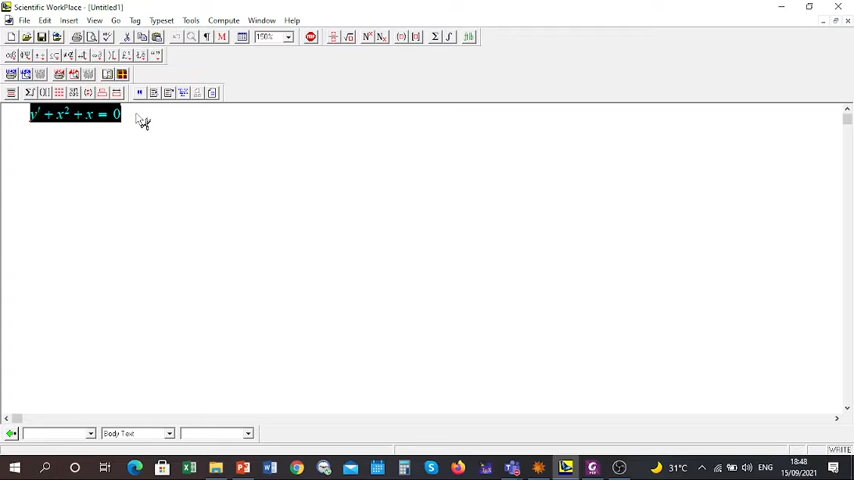 Scientific WorkPlace - [Untitled1]
File Edit Insert View Go Tag Typeset Tools Compute Window Help
150%
y′ + x² + x = 0
Body Text
WRITE
31°C ENG 18:48
15/09/2021